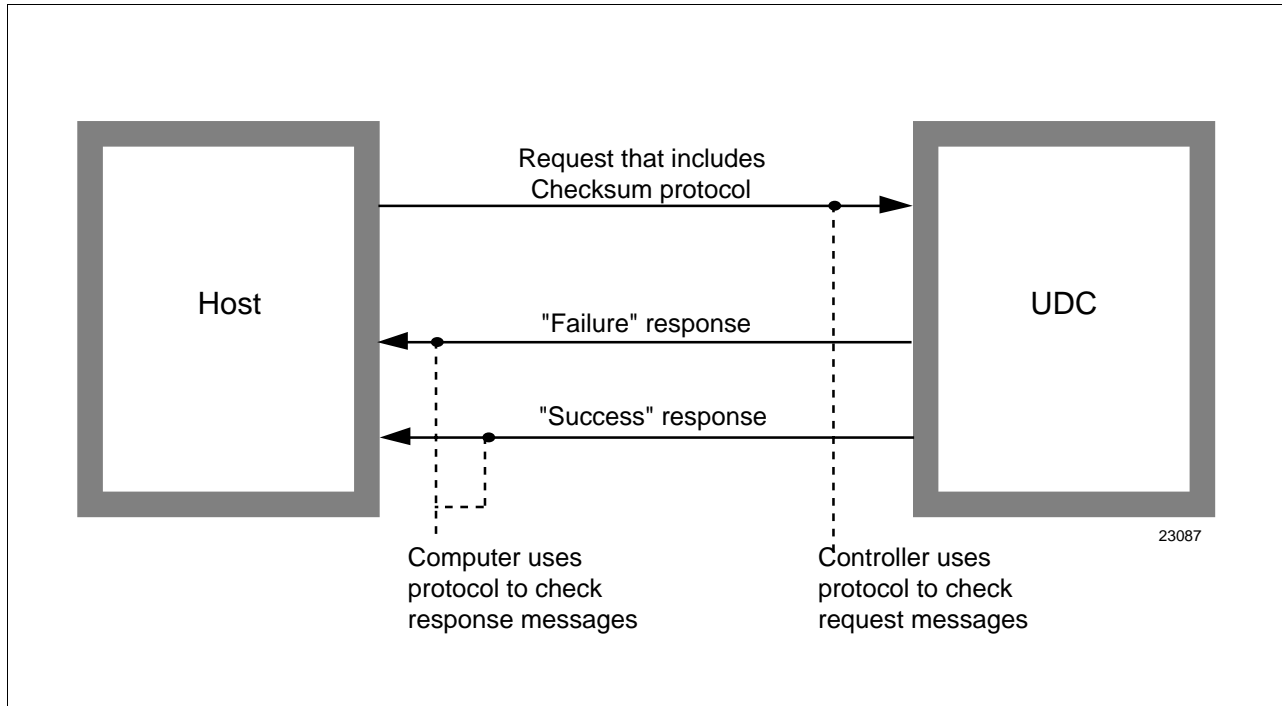 Request that includes
Checksum protocol
Host
UDC
"Failure" response
"Success" response
23087
Computer uses
protocol to check
response messages
Controller uses
protocol to check
request messages